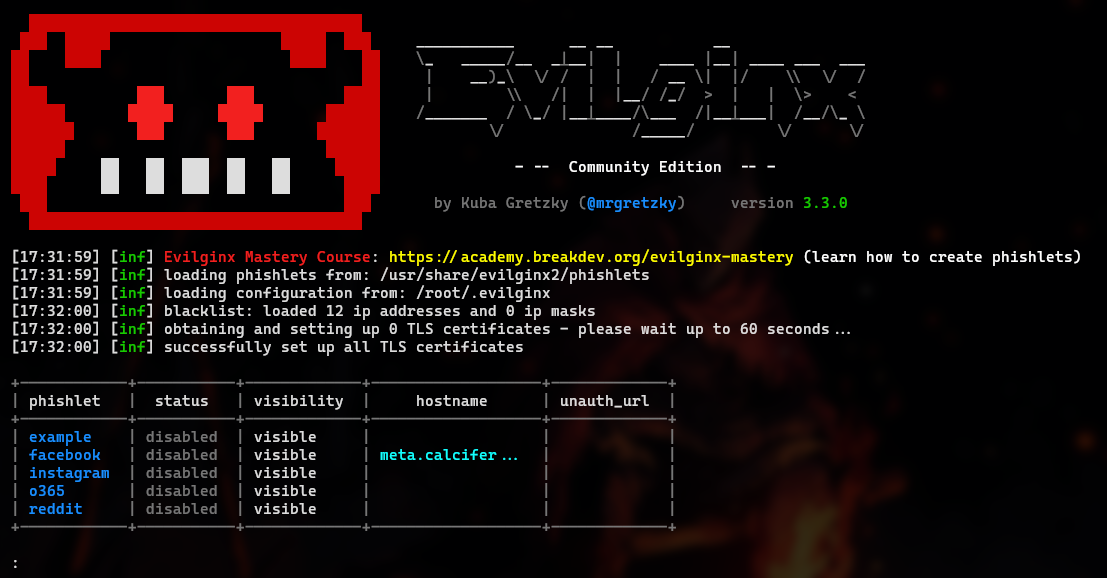 Evilginx
- -- Community Edition -- -
by Kuba Gretzky (@mrgretzky) version 3.3.0
[17:31:59] [inf] Evilginx Mastery Course: https://academy.breakdev.org/evilginx-mastery (learn how to create phishlets)
[17:31:59] [inf] loading phishlets from: /usr/share/evilginx2/phishlets
[17:31:59] [inf] loading configuration from: /root/.evilginx
[17:32:00] [inf] blacklist: loaded 12 ip addresses and 0 ip masks
[17:32:00] [inf] obtaining and setting up 0 TLS certificates - please wait up to 60 seconds...
[17:32:00] [inf] successfully set up all TLS certificates
phishlet status visibility hostname unauth_url
example disabled visible
facebook disabled visible meta.calcifer...
instagram disabled visible
o365 disabled visible
reddit disabled visible
: